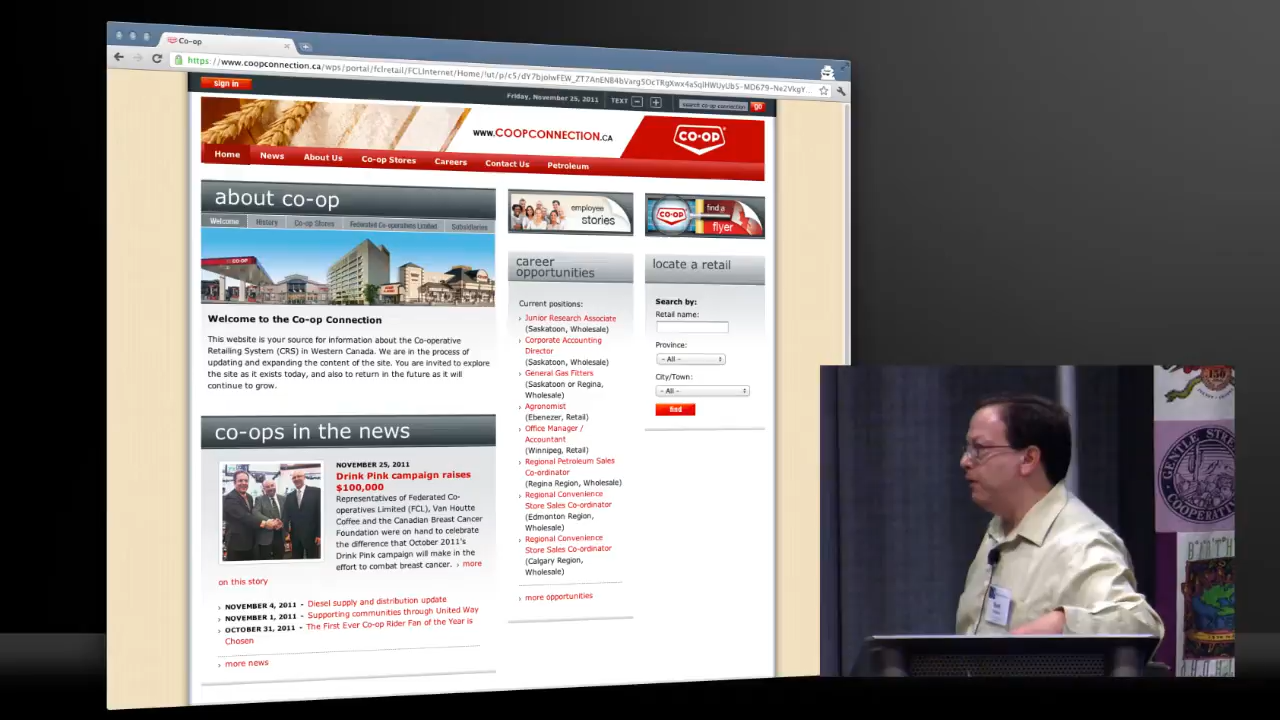 Co-op
https://www.coopconnection.ca/wps/portal/fclretail/FCLInternet/Home/
sign in
Friday, November 25, 2011 TEXT
search co-op connection go
www.COOPCONNECTION.CA
CO-OP
Home News About Us Co-op Stores Careers Contact Us Petroleum
about co-op
Welcome History Co-op Stores Federated Co-operatives Limited Subsidiaries
CO-OP
Welcome to the Co-op Connection
This website is your source for information about the Co-operative
Retailing System (CRS) in Western Canada. We are in the process of
updating and expanding the content of the site. You are invited to explore
the site as it exists today, and also to return in the future as it will
continue to grow.
co-ops in the news
NOVEMBER 25, 2011
Drink Pink campaign raises
$100,000
Representatives of Federated Co-
operatives Limited (FCL), Van Houtte
Coffee and the Canadian Breast Cancer
Foundation were on hand to celebrate
the difference that October 2011's
Drink Pink campaign will make in the
effort to combat breast cancer. › more
on this story
› NOVEMBER 4, 2011 - Diesel supply and distribution update
› NOVEMBER 1, 2011 - Supporting communities through United Way
› OCTOBER 31, 2011 - The First Ever Co-op Rider Fan of the Year is
Chosen
› more news
employee
stories
career
opportunities
Current positions:
› Junior Research Associate
(Saskatoon, Wholesale)
› Corporate Accounting
Director
(Saskatoon, Wholesale)
› General Gas Fitters
(Saskatoon or Regina,
Wholesale)
› Agronomist
(Ebenezer, Retail)
› Office Manager /
Accountant
(Winnipeg, Retail)
› Regional Petroleum Sales
Co-ordinator
(Regina Region, Wholesale)
› Regional Convenience
Store Sales Co-ordinator
(Edmonton Region,
Wholesale)
› Regional Convenience
Store Sales Co-ordinator
(Calgary Region,
Wholesale)
› more opportunities
CO-OP
find a
flyer
locate a retail
Search by:
Retail name:
Province:
- All -
City/Town:
- All -
find